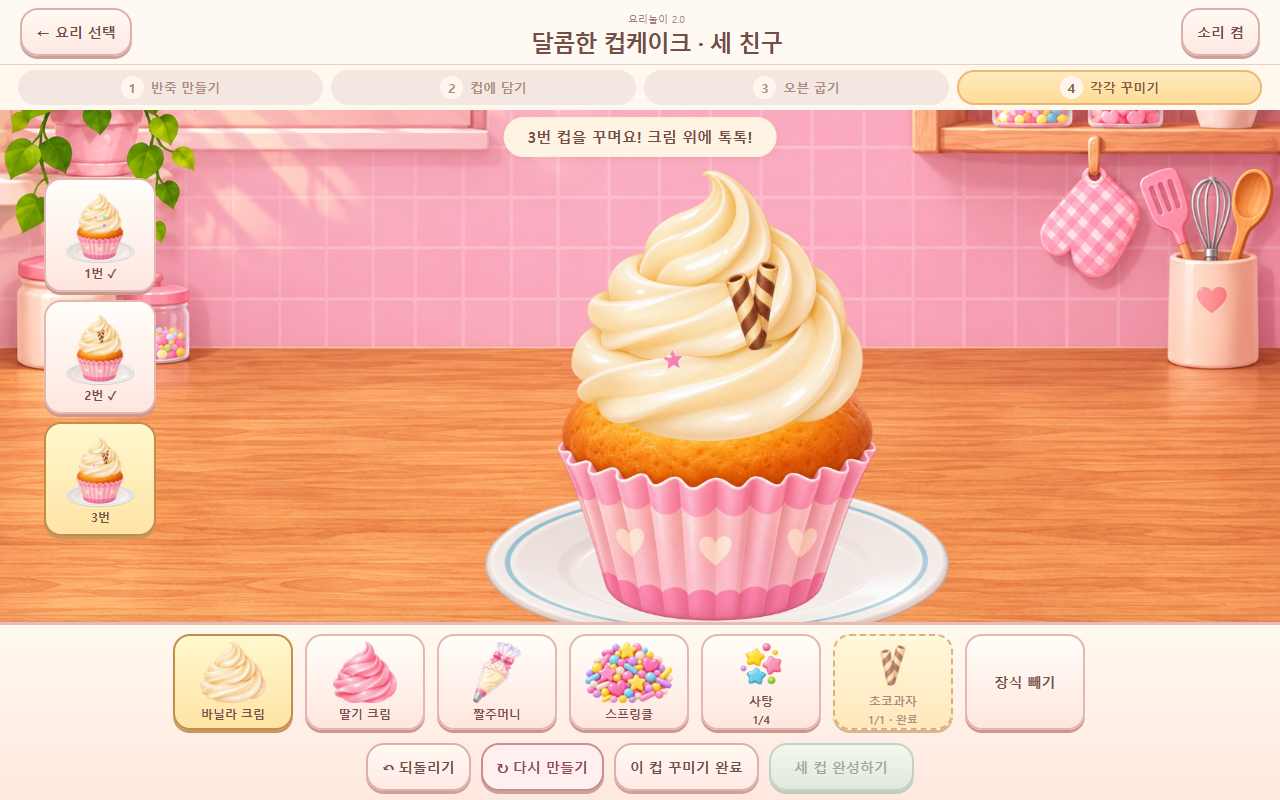 ← 요리 선택
요리놀이 2.0
달콤한 컵케이크 · 세 친구
소리 켬
1 반죽 만들기
2 컵에 담기
3 오븐 굽기
4 각각 꾸미기
3번 컵을 꾸며요! 크림 위에 톡톡!
1번 ✓
2번 ✓
3번
바닐라 크림
딸기 크림
짤주머니
스프링클
사탕
1/4
초코과자
1/1 · 완료
장식 빼기
↶ 되돌리기
↻ 다시 만들기
이 컵 꾸미기 완료
세 컵 완성하기